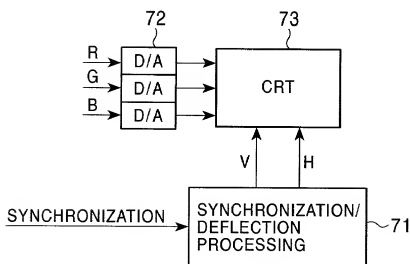 72
73
R D/A
G D/A
B D/A
CRT
V H
SYNCHRONIZATION
SYNCHRONIZATION/
DEFLECTION
PROCESSING
71